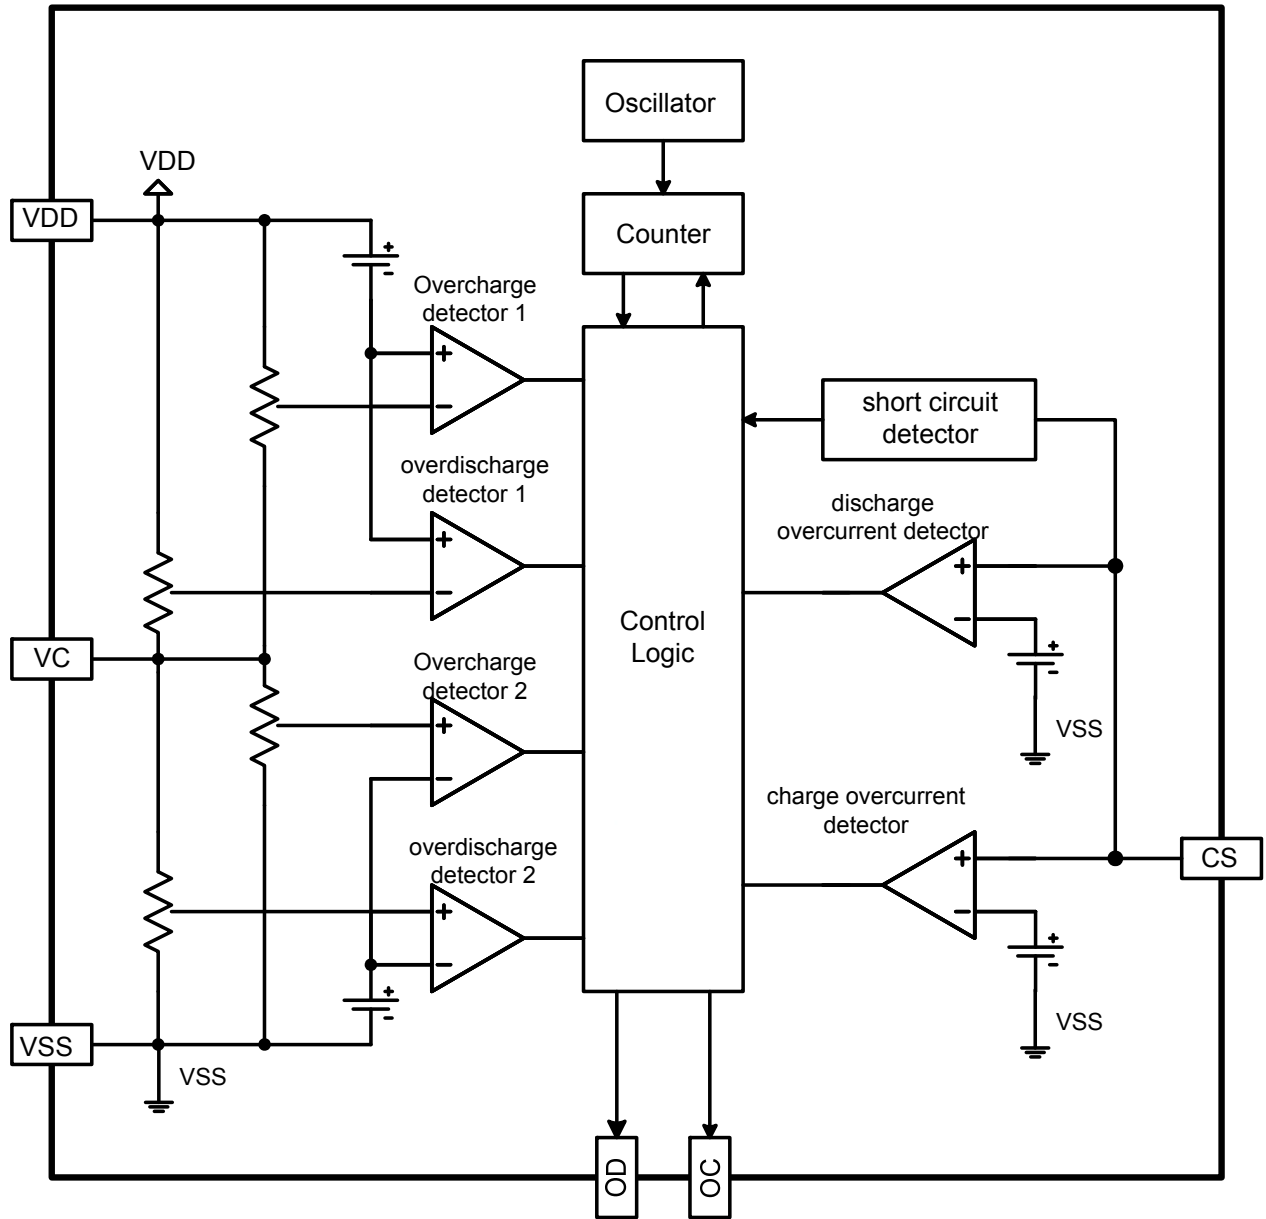 Oscillator
VDD
VDD
Counter
+
-
Overcharge
detector 1
+
-
short circuit
detector
overdischarge
detector 1
discharge
overcurrent detector
+
-
+
-
+
-
Control
Logic
VC
Overcharge
detector 2
+
-
VSS
charge overcurrent
detector
overdischarge
detector 2
+
-
CS
+
-
+
-
+
-
VSS
VSS
VSS
OD
OC